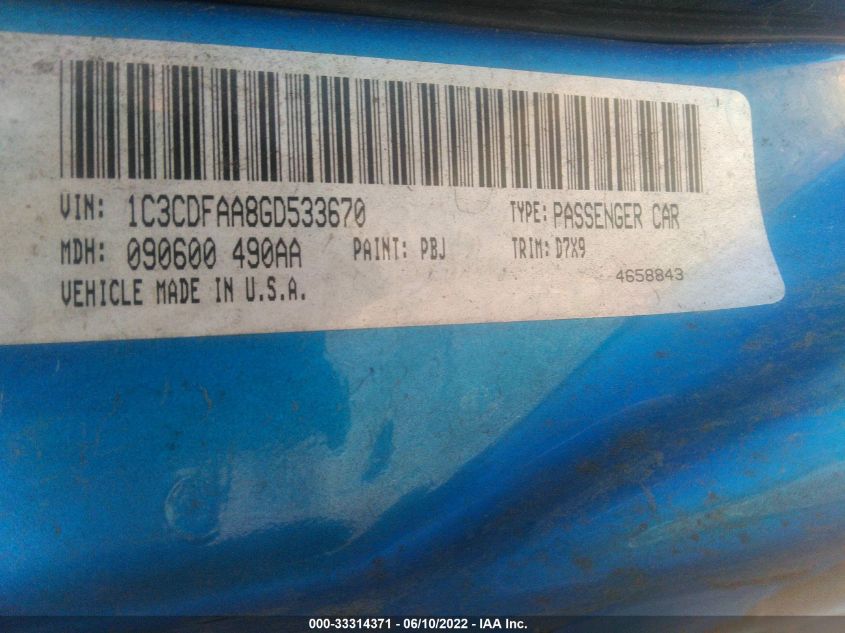 VIN: 1C3CDFAA8GD533670 TYPE: PASSENGER CAR
MDH: 090600 490AA PAINT: PBJ TRIM: D7X9
VEHICLE MADE IN U.S.A. 4658843
000-33314371 - 06/10/2022 - IAA Inc.